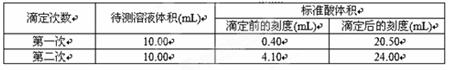 滴定次数 待测溶液体积(mL) 标准酸体积
滴定前的刻度(mL) 滴定后的刻度(mL)
第一次 10.00 0.40 20.50
第二次 10.00 4.10 24.00